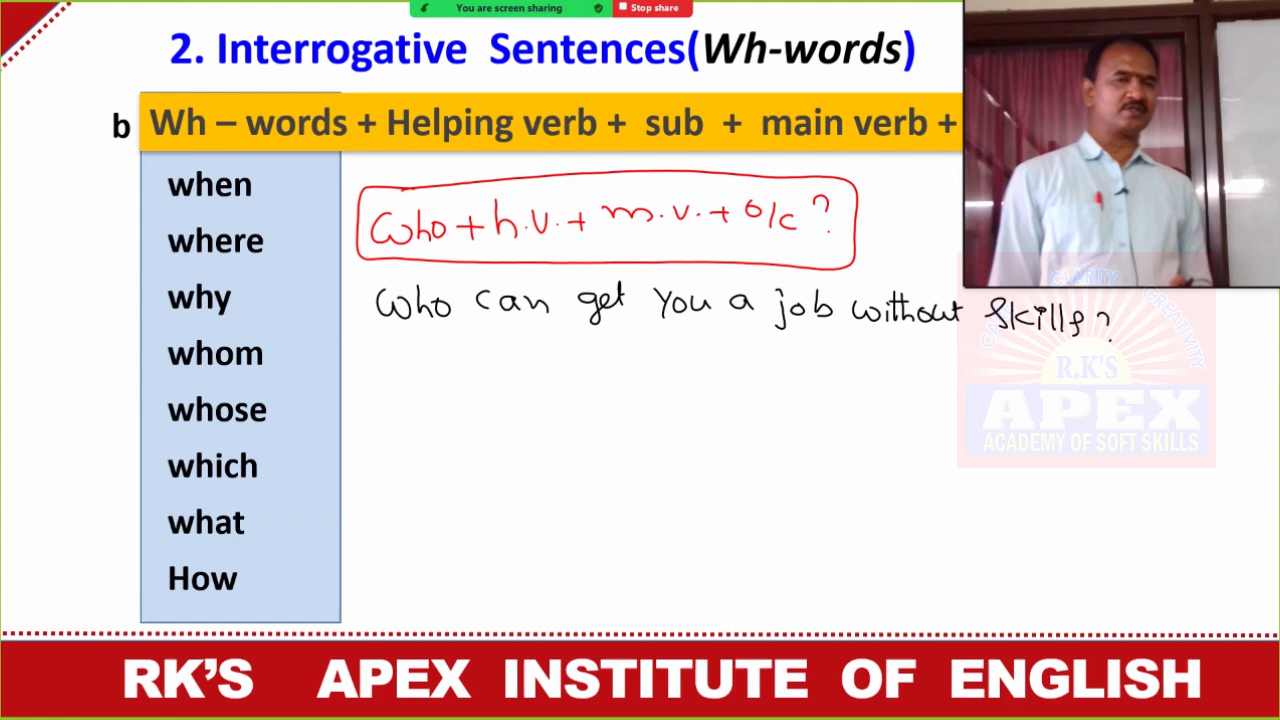 You are screen sharing Stop share
2. Interrogative Sentences(Wh-words)
b Wh – words + Helping verb + sub + main verb +
when
where
why
whom
whose
which
what
How
Who + h.v. + m.v. + o/c ?
Who can get you a job without skills?
CLARITY
CREATIVITY
R.K'S
APEX
ACADEMY OF SOFT SKILLS
RK'S APEX INSTITUTE OF ENGLISH